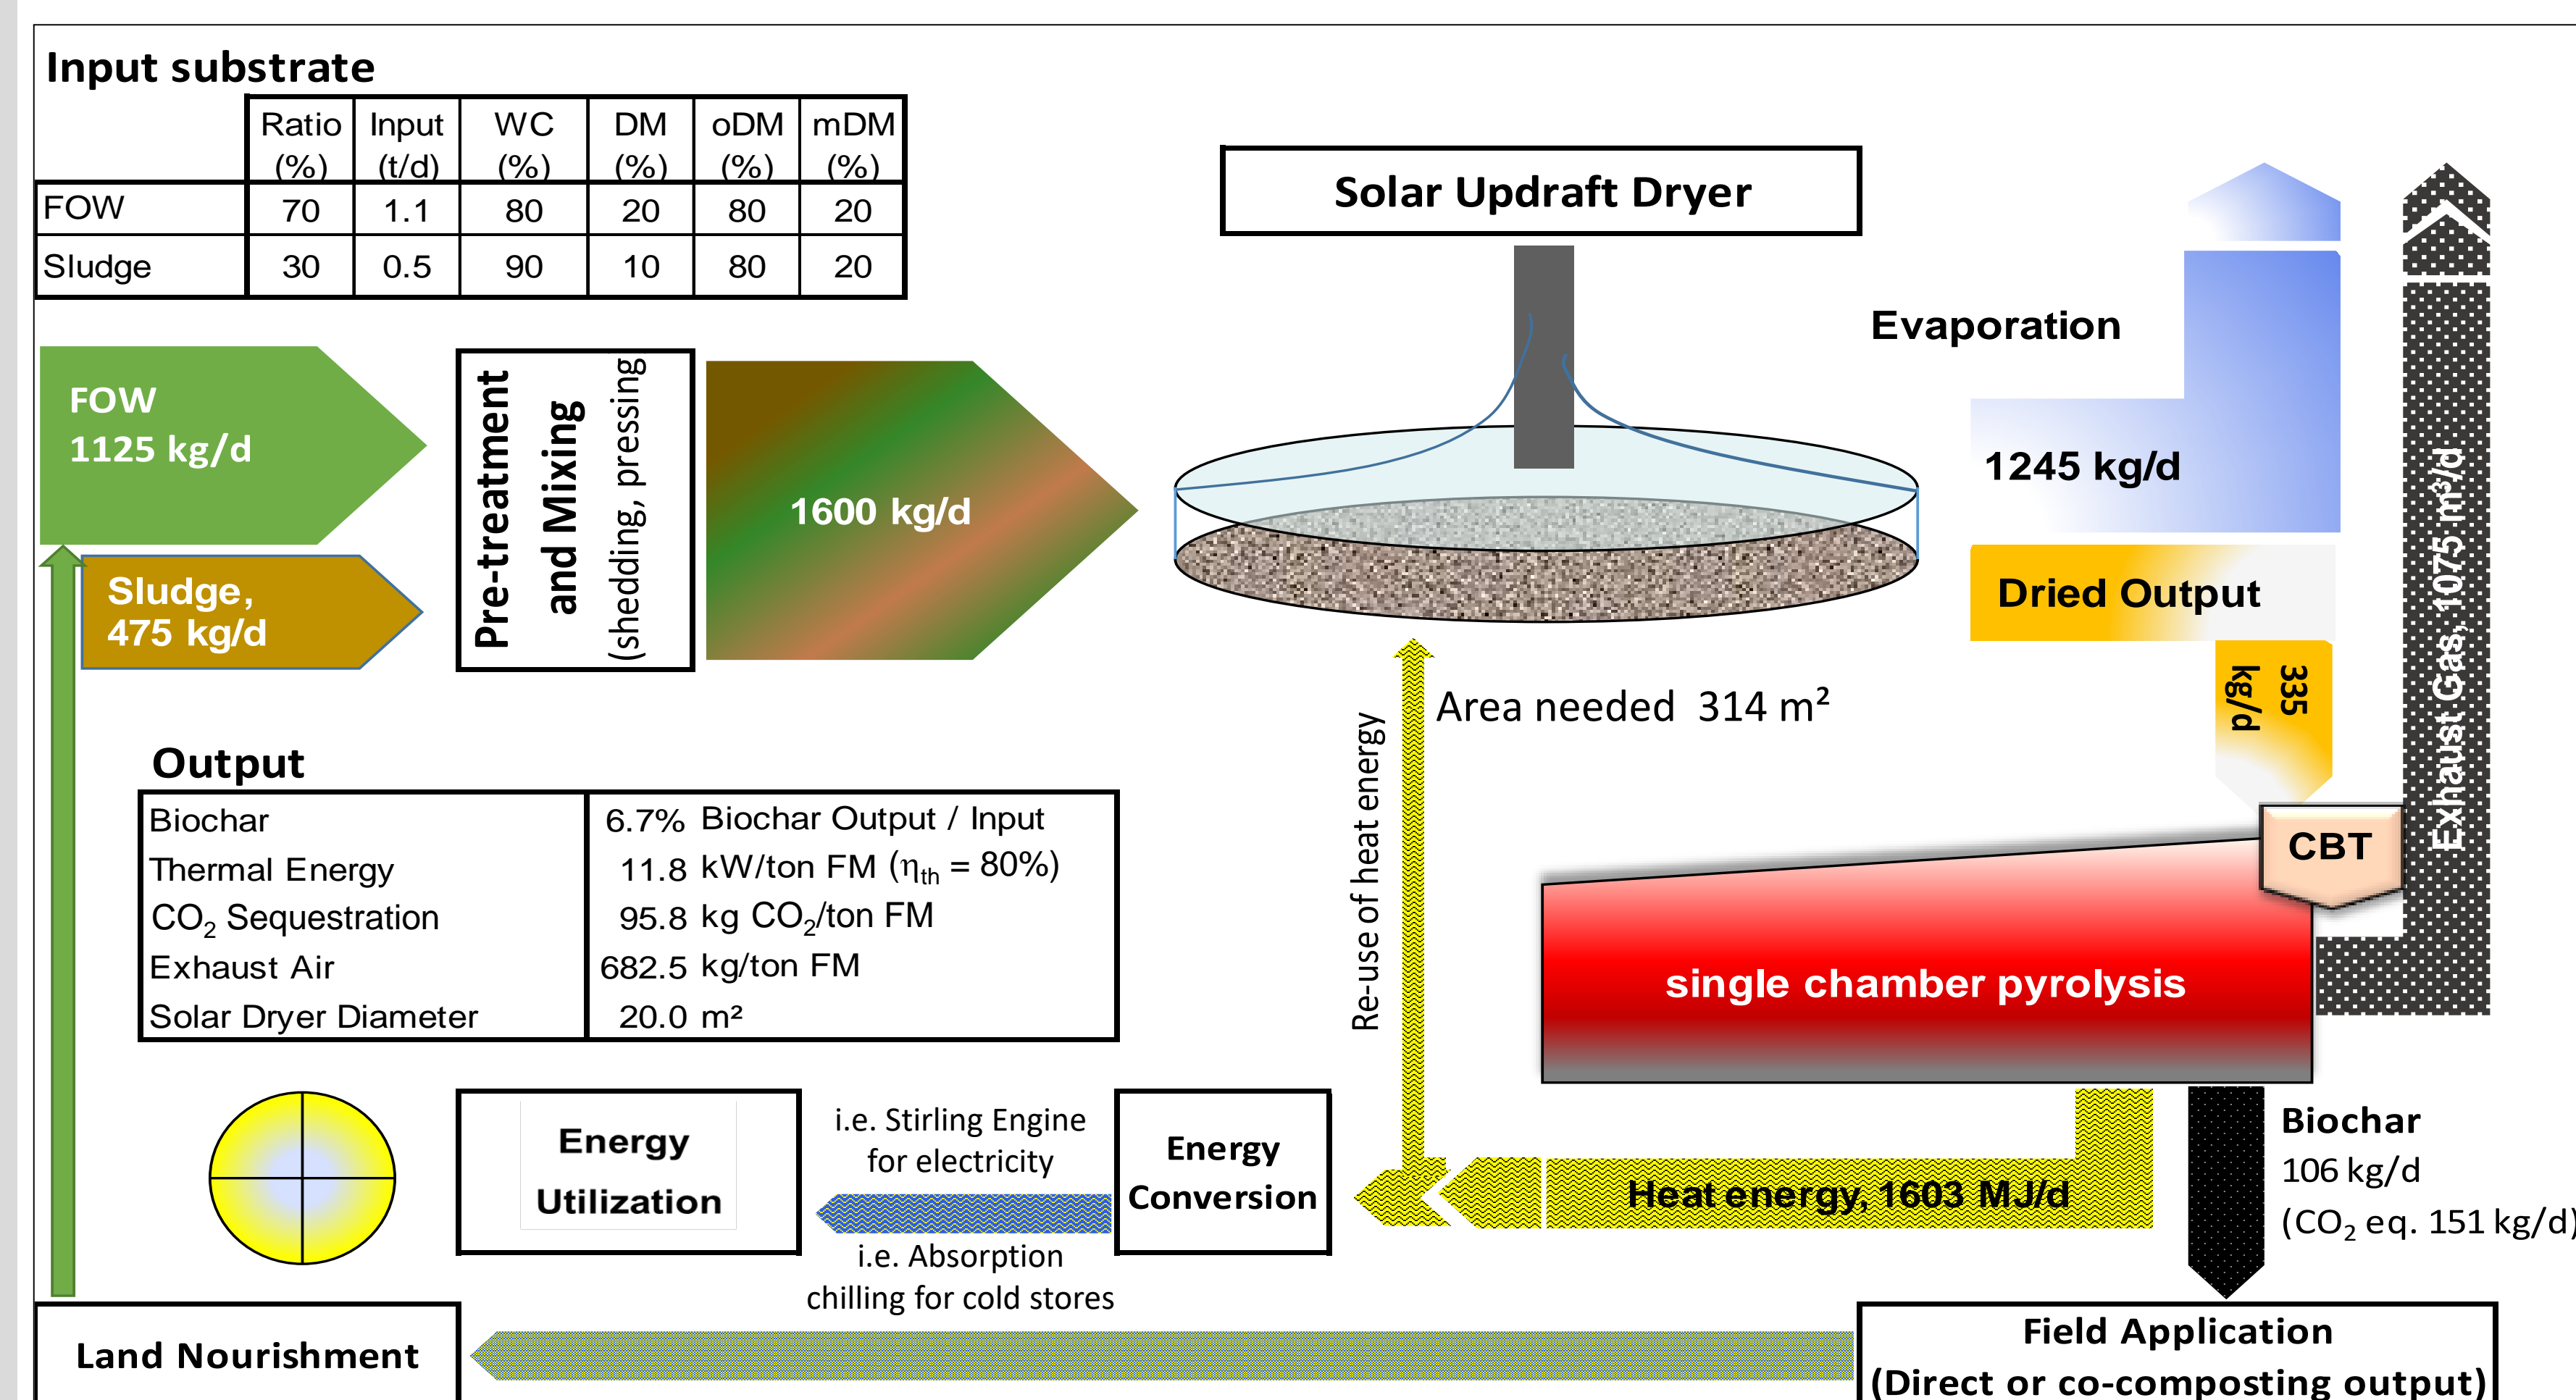 Input substrate
Ratio (%) Input (t/d) WC (%) DM (%) oDM (%) mDM (%)
FOW 70 1.1 80 20 80 20
Sludge 30 0.5 90 10 80 20
FOW
1125 kg/d
Sludge,
475 kg/d
Pre-treatment
and Mixing
(shedding, pressing
1600 kg/d
Solar Updraft Dryer
Area needed 314 m²
Evaporation
1245 kg/d
Dried Output
335
kg/d
Exhaust Gas, 1075 m³/d
CBT
single chamber pyrolysis
Re-use of heat energy
Output
Biochar 6.7% Biochar Output / Input
Thermal Energy 11.8 kW/ton FM (ηth = 80%)
CO₂ Sequestration 95.8 kg CO₂/ton FM
Exhaust Air 682.5 kg/ton FM
Solar Dryer Diameter 20.0 m²
Energy
Utilization
i.e. Stirling Engine
for electricity
i.e. Absorption
chilling for cold stores
Energy
Conversion
Heat energy, 1603 MJ/d
Biochar
106 kg/d
(CO₂ eq. 151 kg/d)
Land Nourishment
Field Application
(Direct or co-composting output)